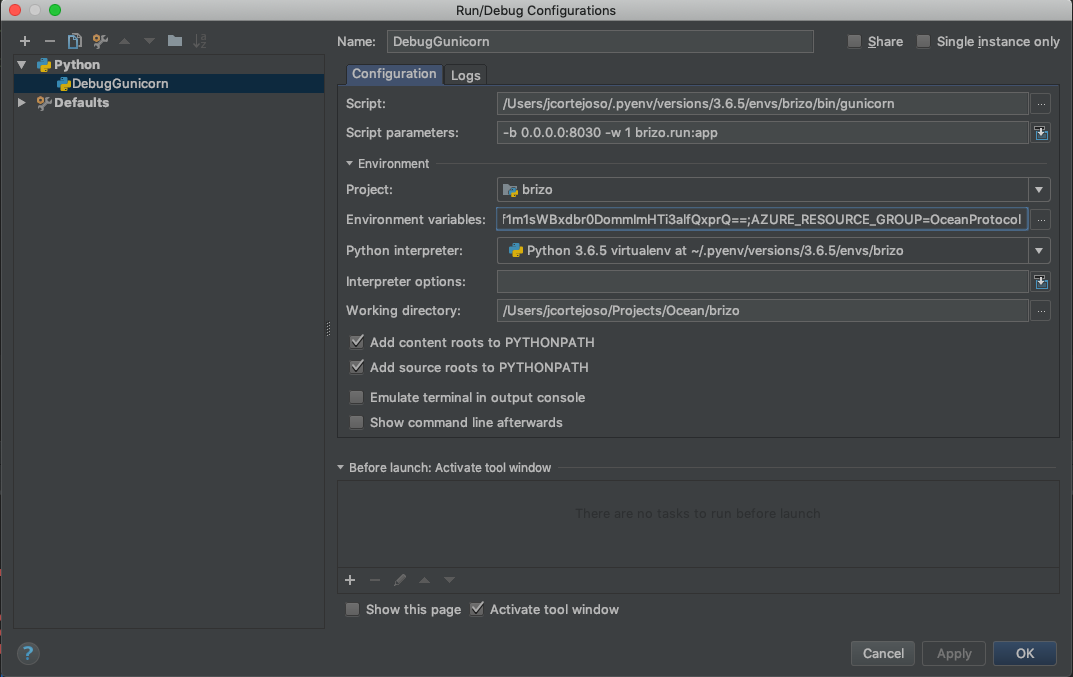 Run/Debug Configurations
Name: DebugGunicorn Share Single instance only
Python
DebugGunicorn
Defaults
Configuration Logs
Script: /Users/jcortejoso/.pyenv/versions/3.6.5/envs/brizo/bin/gunicorn ...
Script parameters: -b 0.0.0.0:8030 -w 1 brizo.run:app
Environment
Project: brizo
Environment variables: ;AZURE_RESOURCE_GROUP=OceanProtocol ...
Python interpreter: Python 3.6.5 virtualenv at ~/.pyenv/versions/3.6.5/envs/brizo
Interpreter options:
Working directory: /Users/jcortejoso/Projects/Ocean/brizo ...
Add content roots to PYTHONPATH
Add source roots to PYTHONPATH
Emulate terminal in output console
Show command line afterwards
Before launch: Activate tool window
There are no tasks to run before launch
Show this page Activate tool window
? Cancel Apply OK